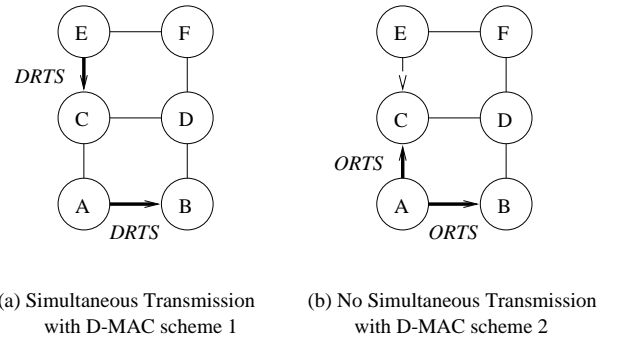 E F E F
DRTS
C D C D
ORTS
A B A B
DRTS ORTS
(a) Simultaneous Transmission
with D-MAC scheme 1
(b) No Simultaneous Transmission
with D-MAC scheme 2